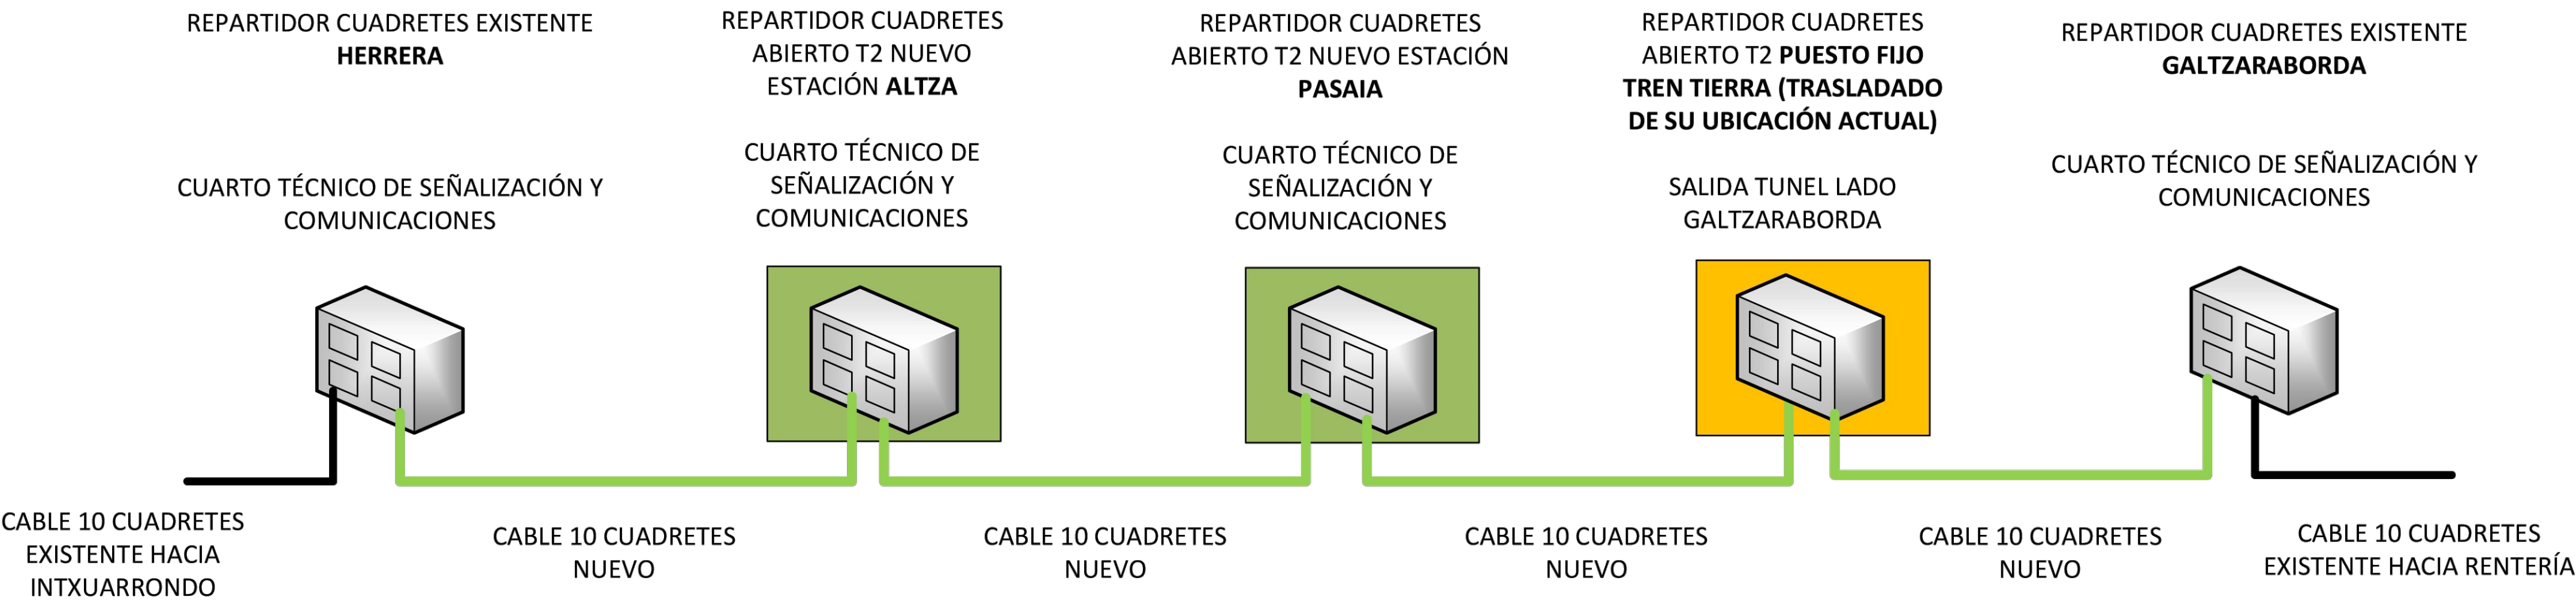 REPARTIDOR CUADRETES EXISTENTE
HERRERA
CUARTO TÉCNICO DE SEÑALIZACIÓN Y
COMUNICACIONES
REPARTIDOR CUADRETES
ABIERTO T2 NUEVO
ESTACIÓN ALTZA
CUARTO TÉCNICO DE
SEÑALIZACIÓN Y
COMUNICACIONES
REPARTIDOR CUADRETES
ABIERTO T2 NUEVO ESTACIÓN
PASAIA
CUARTO TÉCNICO DE
SEÑALIZACIÓN Y
COMUNICACIONES
REPARTIDOR CUADRETES
ABIERTO T2 PUESTO FIJO
TREN TIERRA (TRASLADADO
DE SU UBICACIÓN ACTUAL)
SALIDA TUNEL LADO
GALTZARABORDA
REPARTIDOR CUADRETES EXISTENTE
GALTZARABORDA
CUARTO TÉCNICO DE SEÑALIZACIÓN Y
COMUNICACIONES
CABLE 10 CUADRETES
EXISTENTE HACIA
INTXUARRONDO
CABLE 10 CUADRETES
NUEVO
CABLE 10 CUADRETES
NUEVO
CABLE 10 CUADRETES
NUEVO
CABLE 10 CUADRETES
NUEVO
CABLE 10 CUADRETES
EXISTENTE HACIA RENTERÍA